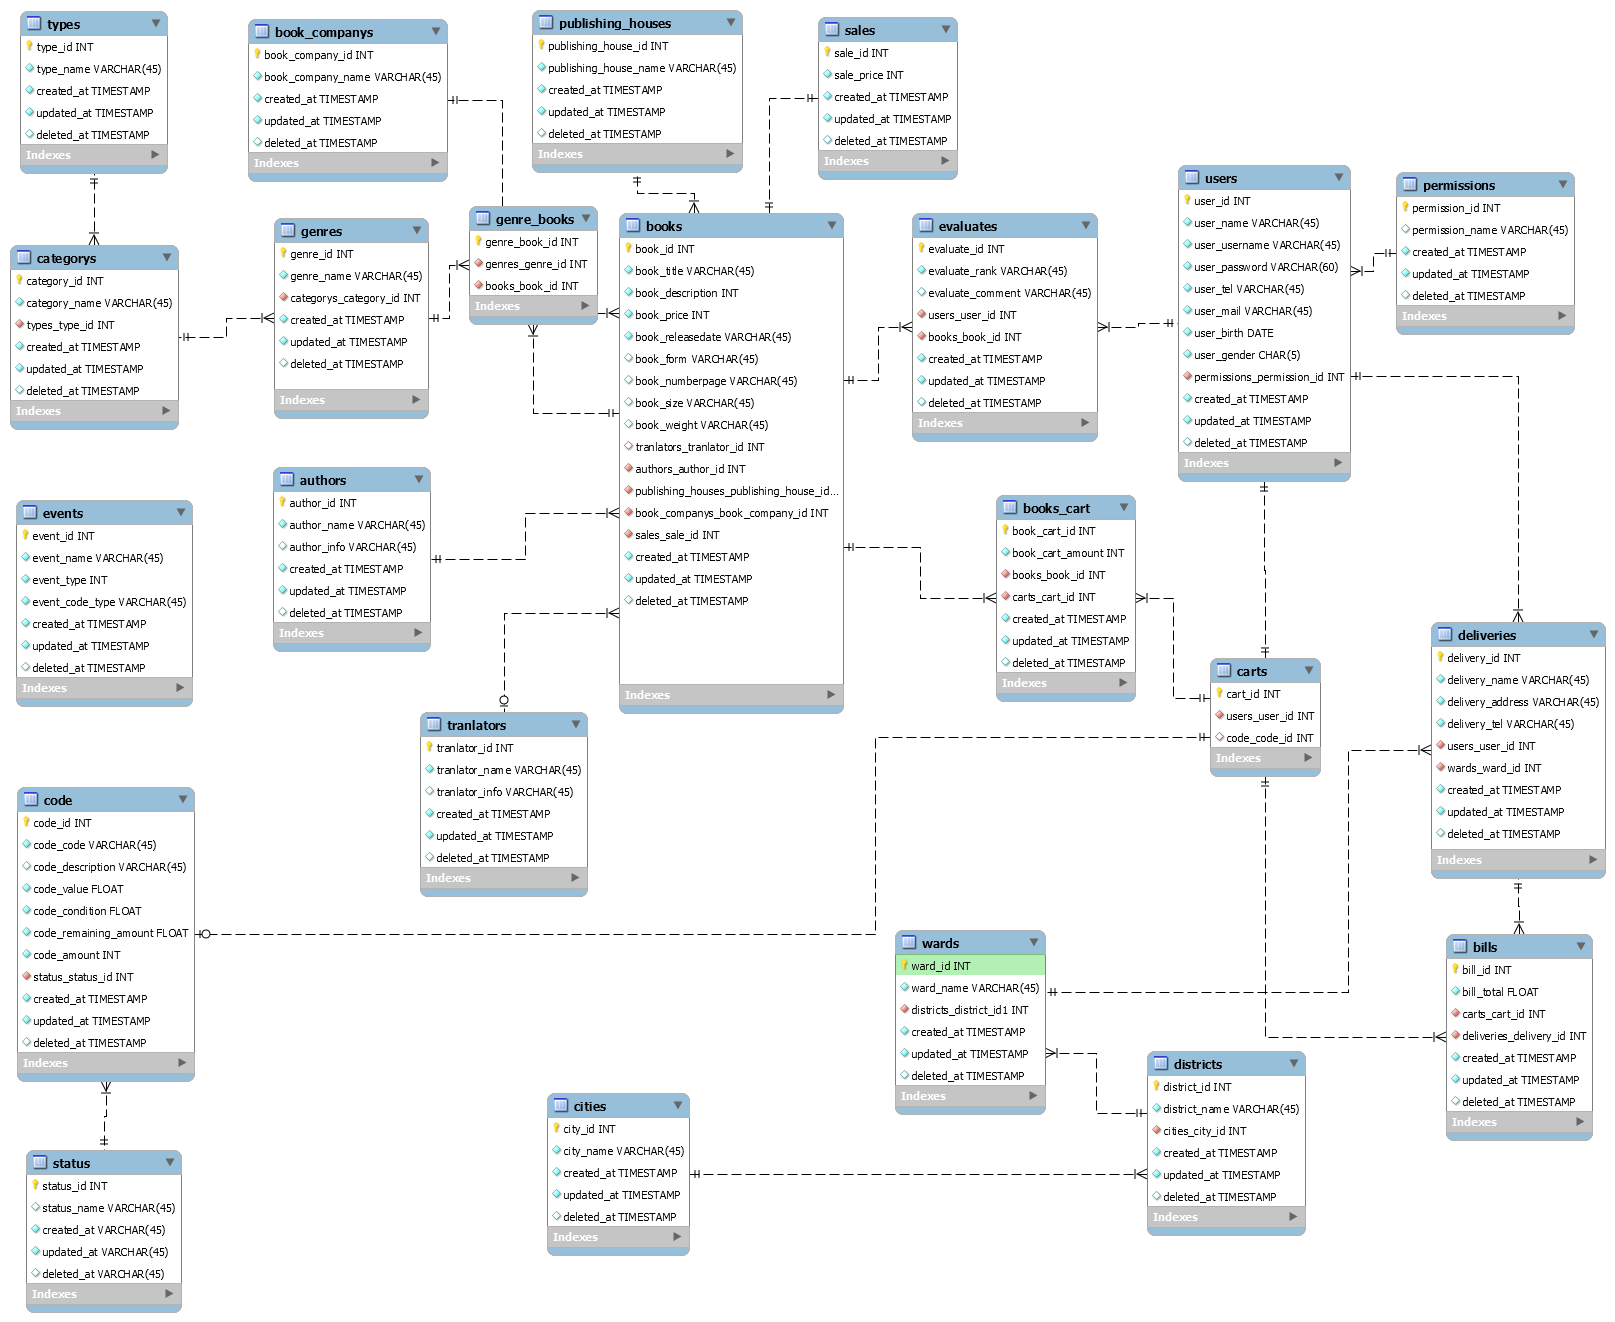 types
type_id INT
type_name VARCHAR(45)
created_at TIMESTAMP
updated_at TIMESTAMP
deleted_at TIMESTAMP
Indexes
book_companys
book_company_id INT
book_company_name VARCHAR(45)
created_at TIMESTAMP
updated_at TIMESTAMP
deleted_at TIMESTAMP
Indexes
publishing_houses
publishing_house_id INT
publishing_house_name VARCHAR(45)
created_at TIMESTAMP
updated_at TIMESTAMP
deleted_at TIMESTAMP
Indexes
sales
sale_id INT
sale_price INT
created_at TIMESTAMP
updated_at TIMESTAMP
deleted_at TIMESTAMP
Indexes
categorys
category_id INT
category_name VARCHAR(45)
types_type_id INT
created_at TIMESTAMP
updated_at TIMESTAMP
deleted_at TIMESTAMP
Indexes
genres
genre_id INT
genre_name VARCHAR(45)
categorys_category_id INT
created_at TIMESTAMP
updated_at TIMESTAMP
deleted_at TIMESTAMP
Indexes
genre_books
genre_book_id INT
genres_genre_id INT
books_book_id INT
Indexes
books
book_id INT
book_title VARCHAR(45)
book_description INT
book_price INT
book_releasedate VARCHAR(45)
book_form VARCHAR(45)
book_numberpage VARCHAR(45)
book_size VARCHAR(45)
book_weight VARCHAR(45)
tranlators_tranlator_id INT
authors_author_id INT
publishing_houses_publishing_house_id...
book_companys_book_company_id INT
sales_sale_id INT
created_at TIMESTAMP
updated_at TIMESTAMP
deleted_at TIMESTAMP
Indexes
evaluates
evaluate_id INT
evaluate_rank VARCHAR(45)
evaluate_comment VARCHAR(45)
users_user_id INT
books_book_id INT
created_at TIMESTAMP
updated_at TIMESTAMP
deleted_at TIMESTAMP
Indexes
users
user_id INT
user_name VARCHAR(45)
user_username VARCHAR(45)
user_password VARCHAR(60)
user_tel VARCHAR(45)
user_mail VARCHAR(45)
user_birth DATE
user_gender CHAR(5)
permissions_permission_id INT
created_at TIMESTAMP
updated_at TIMESTAMP
deleted_at TIMESTAMP
Indexes
permissions
permission_id INT
permission_name VARCHAR(45)
created_at TIMESTAMP
updated_at TIMESTAMP
deleted_at TIMESTAMP
Indexes
events
event_id INT
event_name VARCHAR(45)
event_type INT
event_code_type VARCHAR(45)
created_at TIMESTAMP
updated_at TIMESTAMP
deleted_at TIMESTAMP
Indexes
authors
author_id INT
author_name VARCHAR(45)
author_info VARCHAR(45)
created_at TIMESTAMP
updated_at TIMESTAMP
deleted_at TIMESTAMP
Indexes
books_cart
book_cart_id INT
book_cart_amount INT
books_book_id INT
carts_cart_id INT
created_at TIMESTAMP
updated_at TIMESTAMP
deleted_at TIMESTAMP
Indexes
carts
cart_id INT
users_user_id INT
code_code_id INT
Indexes
deliveries
delivery_id INT
delivery_name VARCHAR(45)
delivery_address VARCHAR(45)
delivery_tel VARCHAR(45)
users_user_id INT
wards_ward_id INT
created_at TIMESTAMP
updated_at TIMESTAMP
deleted_at TIMESTAMP
Indexes
tranlators
tranlator_id INT
tranlator_name VARCHAR(45)
tranlator_info VARCHAR(45)
created_at TIMESTAMP
updated_at TIMESTAMP
deleted_at TIMESTAMP
Indexes
code
code_id INT
code_code VARCHAR(45)
code_description VARCHAR(45)
code_value FLOAT
code_condition FLOAT
code_remaining_amount FLOAT
code_amount INT
status_status_id INT
created_at TIMESTAMP
updated_at TIMESTAMP
deleted_at TIMESTAMP
Indexes
wards
ward_id INT
ward_name VARCHAR(45)
districts_district_id1 INT
created_at TIMESTAMP
updated_at TIMESTAMP
deleted_at TIMESTAMP
Indexes
bills
bill_id INT
bill_total FLOAT
carts_cart_id INT
deliveries_delivery_id INT
created_at TIMESTAMP
updated_at TIMESTAMP
deleted_at TIMESTAMP
Indexes
districts
district_id INT
district_name VARCHAR(45)
cities_city_id INT
created_at TIMESTAMP
updated_at TIMESTAMP
deleted_at TIMESTAMP
Indexes
cities
city_id INT
city_name VARCHAR(45)
created_at TIMESTAMP
updated_at TIMESTAMP
deleted_at TIMESTAMP
Indexes
status
status_id INT
status_name VARCHAR(45)
created_at VARCHAR(45)
updated_at VARCHAR(45)
deleted_at VARCHAR(45)
Indexes